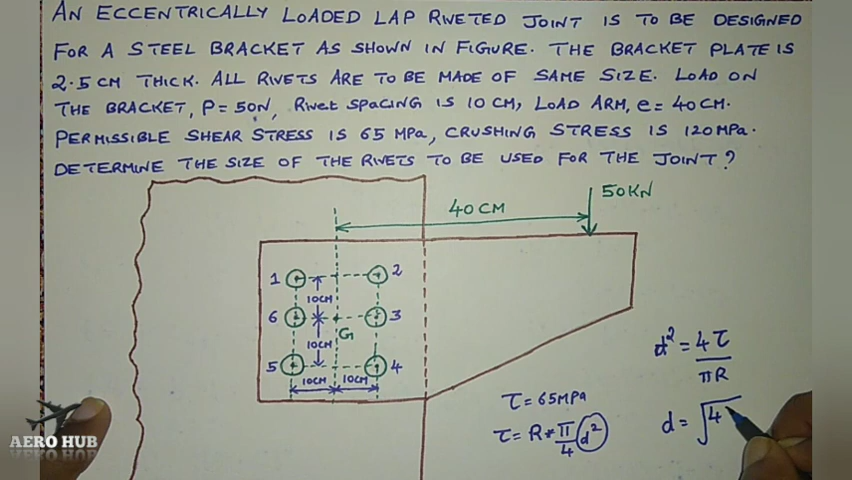 AN ECCENTRICALLY LOADED LAP RIVETED JOINT IS TO BE DESIGNED
FOR A STEEL BRACKET AS SHOWN IN FIGURE. THE BRACKET PLATE IS
2.5 CM THICK. ALL RIVETS ARE TO BE MADE OF SAME SIZE. LOAD ON
THE BRACKET, P = 50N, Rivet spacing is 10 CM, LOAD ARM, e = 40 CM.
PERMISSIBLE SHEAR STRESS IS 65 MPa, CRUSHING STRESS IS 120MPa.
DETERMINE THE SIZE OF THE RIVETS TO BE USED FOR THE JOINT?
50KN
40 CM
1
2
10CM
6
3
G
10CM
5
4
10CM
10CM
d² = 4τ
πR
τ = 65MPA
τ = R * π
4
d²
d = √4
AERO HUB